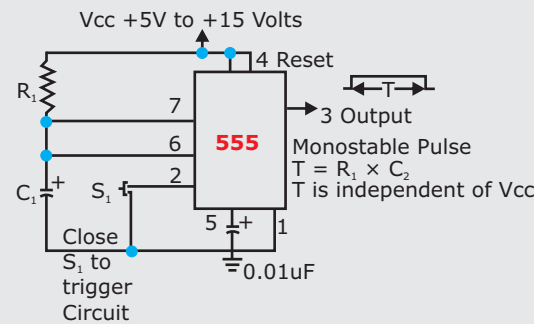 Vcc +5V to +15 Volts
4 Reset
R₁
T
7
3 Output
555
6
Monostable Pulse
T = R₁ × C₂
T is independent of Vcc
2
C₁
+
S₁
5
+
1
Close
S₁ to
trigger
Circuit
0.01uF